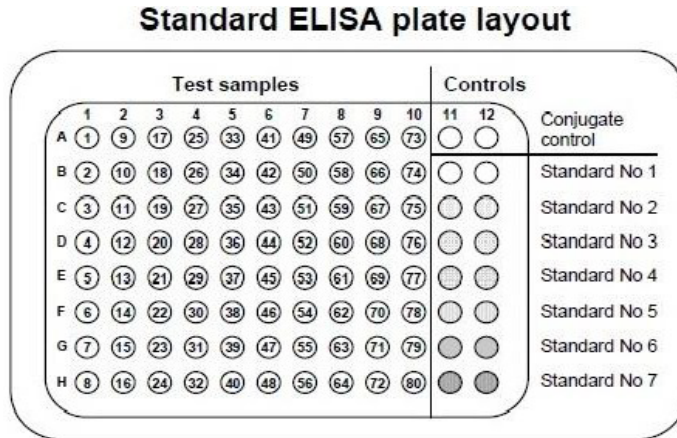 Standard ELISA plate layout
Test samples Controls
1 2 3 4 5 6 7 8 9 10 11 12
A 1 9 17 25 33 41 49 57 65 73 Conjugate
control
B 2 10 18 26 34 42 50 58 66 74 Standard No 1
C 3 11 19 27 35 43 51 59 67 75 Standard No 2
D 4 12 20 28 36 44 52 60 68 76 Standard No 3
E 5 13 21 29 37 45 53 61 69 77 Standard No 4
F 6 14 22 30 38 46 54 62 70 78 Standard No 5
G 7 15 23 31 39 47 55 63 71 79 Standard No 6
H 8 16 24 32 40 48 56 64 72 80 Standard No 7